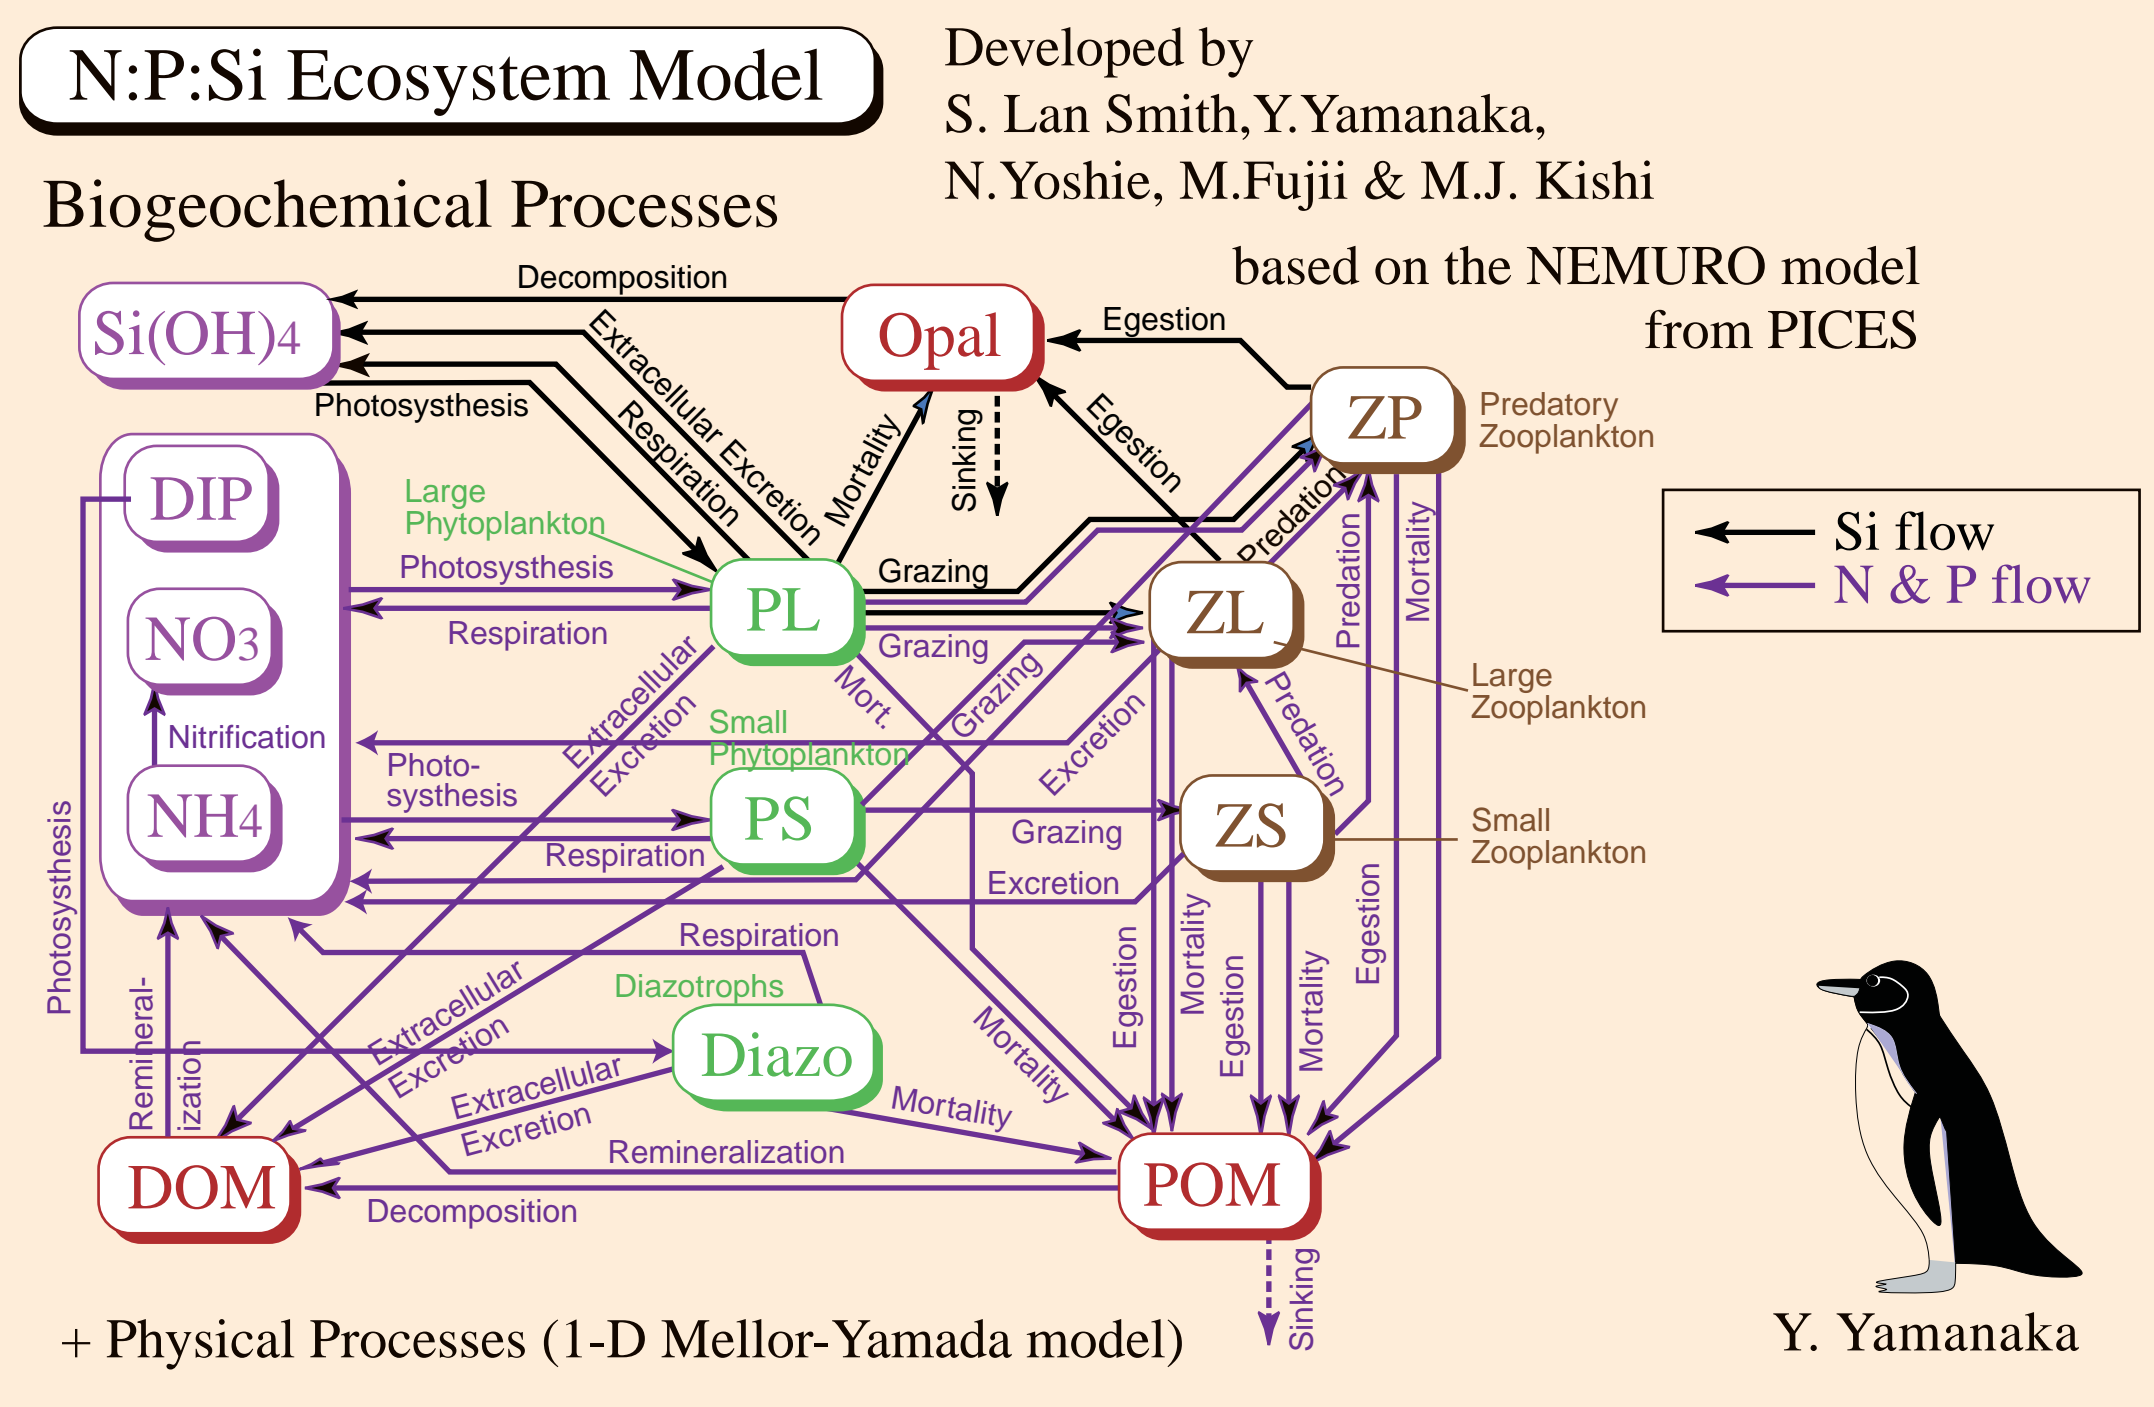 N:P:Si Ecosystem Model
Developed by
S. Lan Smith,Y.Yamanaka,
N.Yoshie, M.Fujii & M.J. Kishi
based on the NEMURO model
from PICES
Biogeochemical Processes
Decomposition
Si(OH)4
Opal
Egestion
Extracellular Excretion
Respiration
Photosysthesis
Mortality
Sinking
Egestion
ZP
Predatory
Zooplankton
DIP
Large
Phytoplankton
Photosysthesis
Respiration
PL
Grazing
Grazing
Predation
ZL
Predation
Mortality
Si flow
N & P flow
NO3
Nitrification
NH4
Extracellular
Excretion
Mort.
Grazing
Excretion
Predation
Large
Zooplankton
Small
Phytoplankton
Photo-
systhesis
Respiration
PS
Grazing
Excretion
ZS
Small
Zooplankton
Photosysthesis
Respiration
Diazotrophs
Diazo
Extracellular
Excretion
Extracellular
Excretion
Remineral-
ization
Mortality
Mortality
Egestion
Mortality
Egestion
Mortality
Egestion
Remineralization
Decomposition
DOM
POM
Sinking
+ Physical Processes (1-D Mellor-Yamada model)
Y. Yamanaka